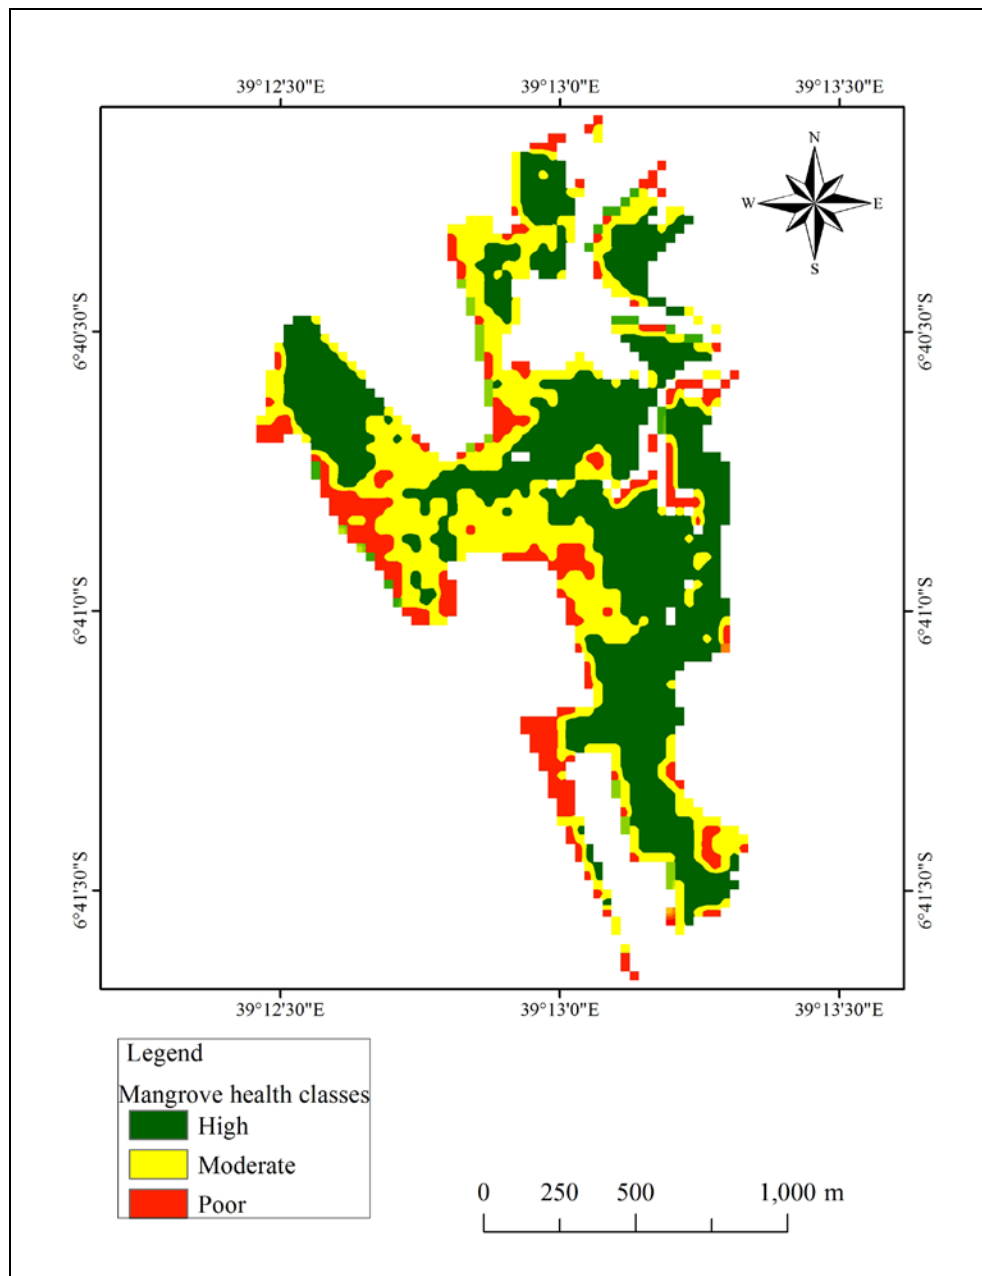 39°12'30"E 39°13'0"E 39°13'30"E
N
W E
S
6°40'30"S 6°40'30"S
6°41'0"S 6°41'0"S
6°41'30"S 6°41'30"S
39°12'30"E 39°13'0"E 39°13'30"E
Legend
Mangrove health classes
High
Moderate
Poor
0 250 500 1,000 m